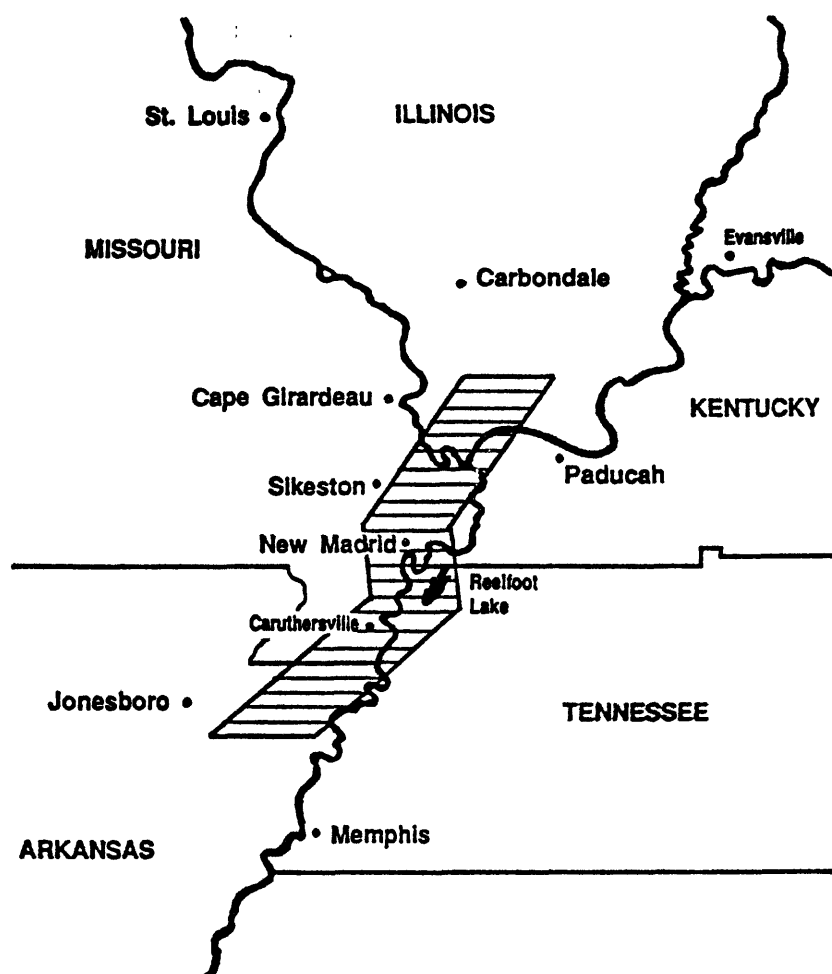 St. Louis
ILLINOIS
MISSOURI
Evansville
Carbondale
Cape Girardeau
KENTUCKY
Paducah
Sikeston
New Madrid
Reelfoot
Lake
Caruthersville
Jonesboro
TENNESSEE
Memphis
ARKANSAS